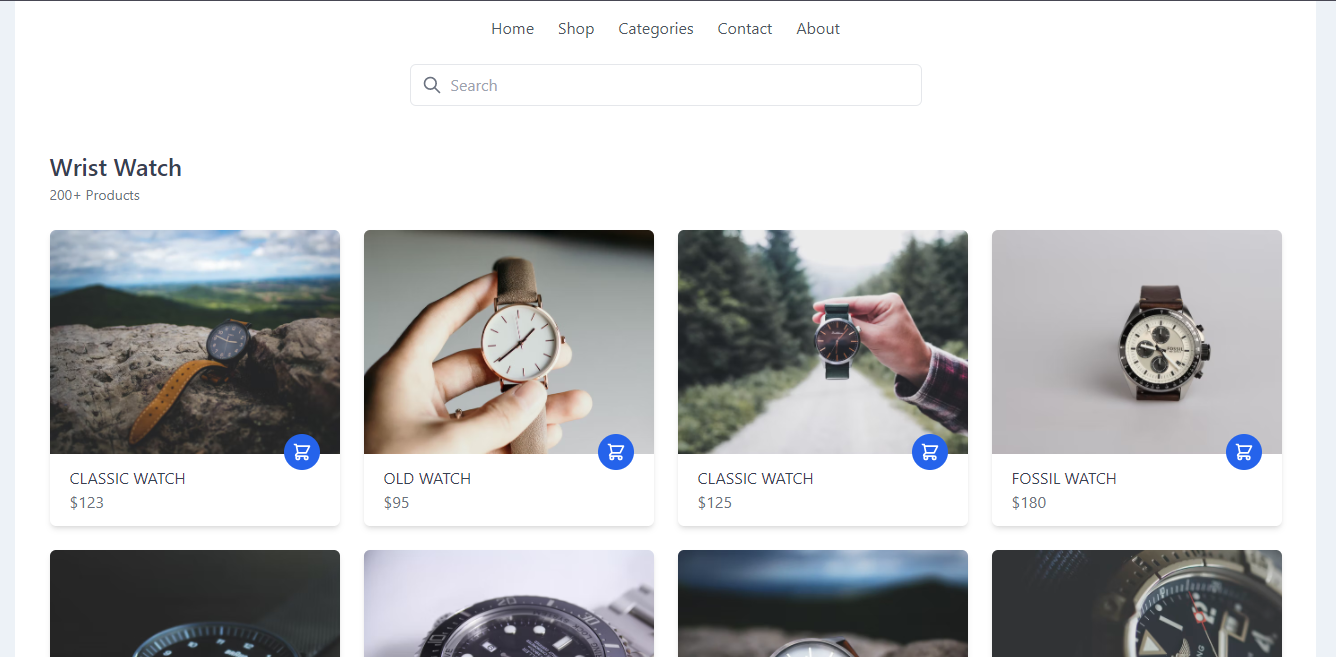 Home Shop Categories Contact About
Search
Wrist Watch
200+ Products
FOSSIL
CLASSIC WATCH
$123
OLD WATCH
$95
CLASSIC WATCH
$125
FOSSIL WATCH
$180